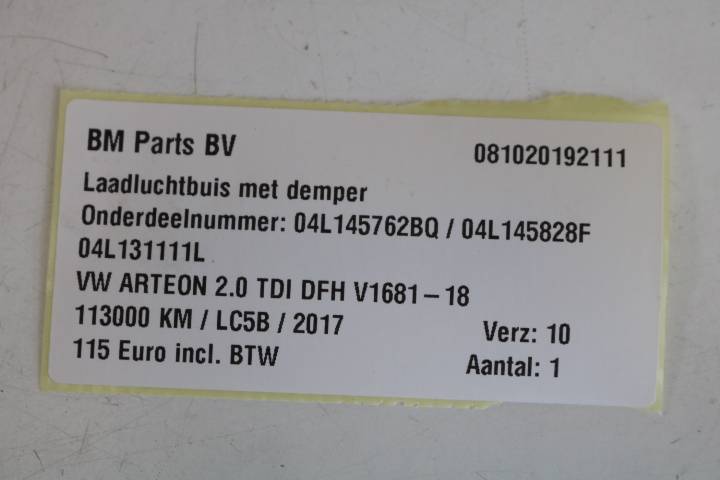 BM Parts BV 081020192111
Laadluchtbuis met demper
Onderdeelnummer: 04L145762BQ / 04L145828F
04L131111L
VW ARTEON 2.0 TDI DFH V1681-18
113000 KM / LC5B / 2017 Verz: 10
115 Euro incl. BTW Aantal: 1